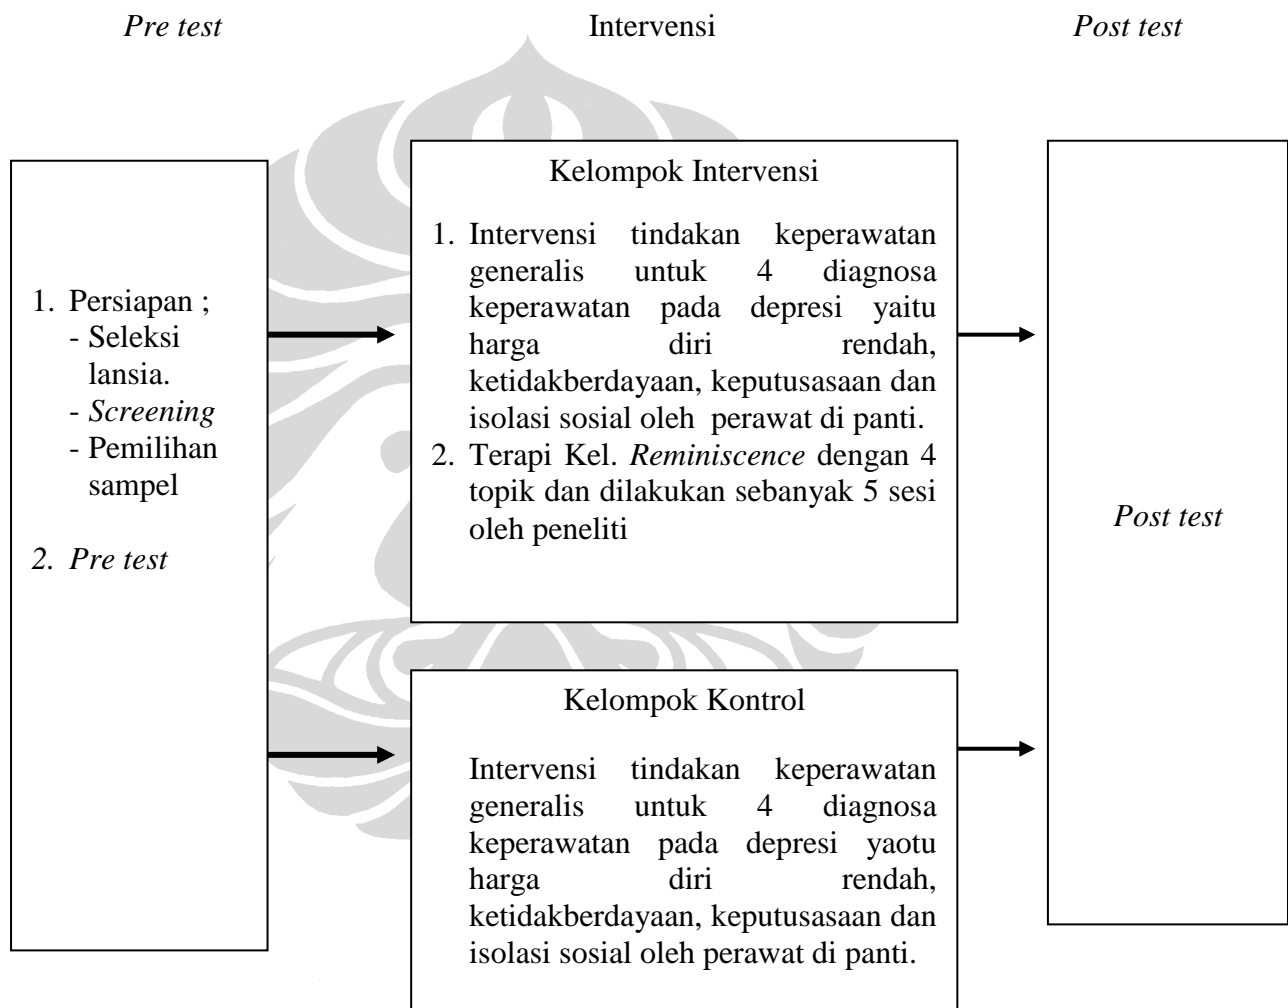 Pre test
Intervensi
Post test
1. Persiapan ;
- Seleksi
lansia.
- Screening
- Pemilihan
sampel
2. Pre test
Kelompok Intervensi
1. Intervensi tindakan keperawatan
generalis untuk 4 diagnosa
keperawatan pada depresi yaitu
harga diri rendah,
ketidakberdayaan, keputusasaan dan
isolasi sosial oleh perawat di panti.
2. Terapi Kel. Reminiscence dengan 4
topik dan dilakukan sebanyak 5 sesi
oleh peneliti
Kelompok Kontrol
Intervensi tindakan keperawatan
generalis untuk 4 diagnosa
keperawatan pada depresi yaotu
harga diri rendah,
ketidakberdayaan, keputusasaan dan
isolasi sosial oleh perawat di panti.
Post test